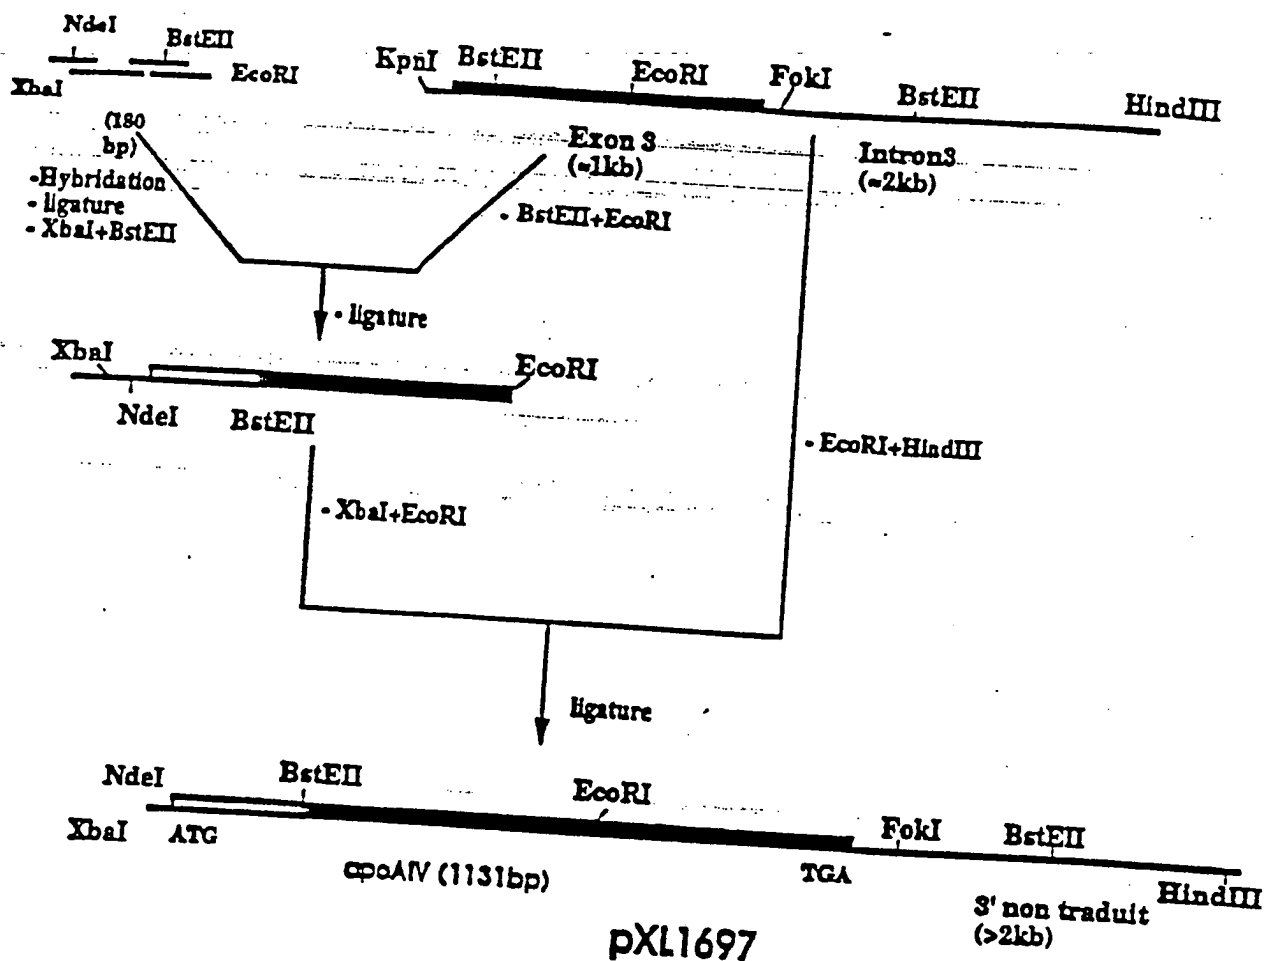 NdeI
BstEII
XbaI
EcoRI
(180
bp)
-Hybridation
- ligature
- XbaI+BstEII
KpnI
BstEII
EcoRI
FokI
BstEII
HindIII
Exon 3
(≈1kb)
Intron3
(≈2kb)
- BstEII+EcoRI
- ligature
XbaI
EcoRI
NdeI
BstEII
- EcoRI+HindIII
- XbaI+EcoRI
ligature
NdeI
BstEII
EcoRI
XbaI
ATG
FokI
BstEII
apoAIV (1131bp)
TGA
HindIII
3' non traduit
(>2kb)
pXL1697